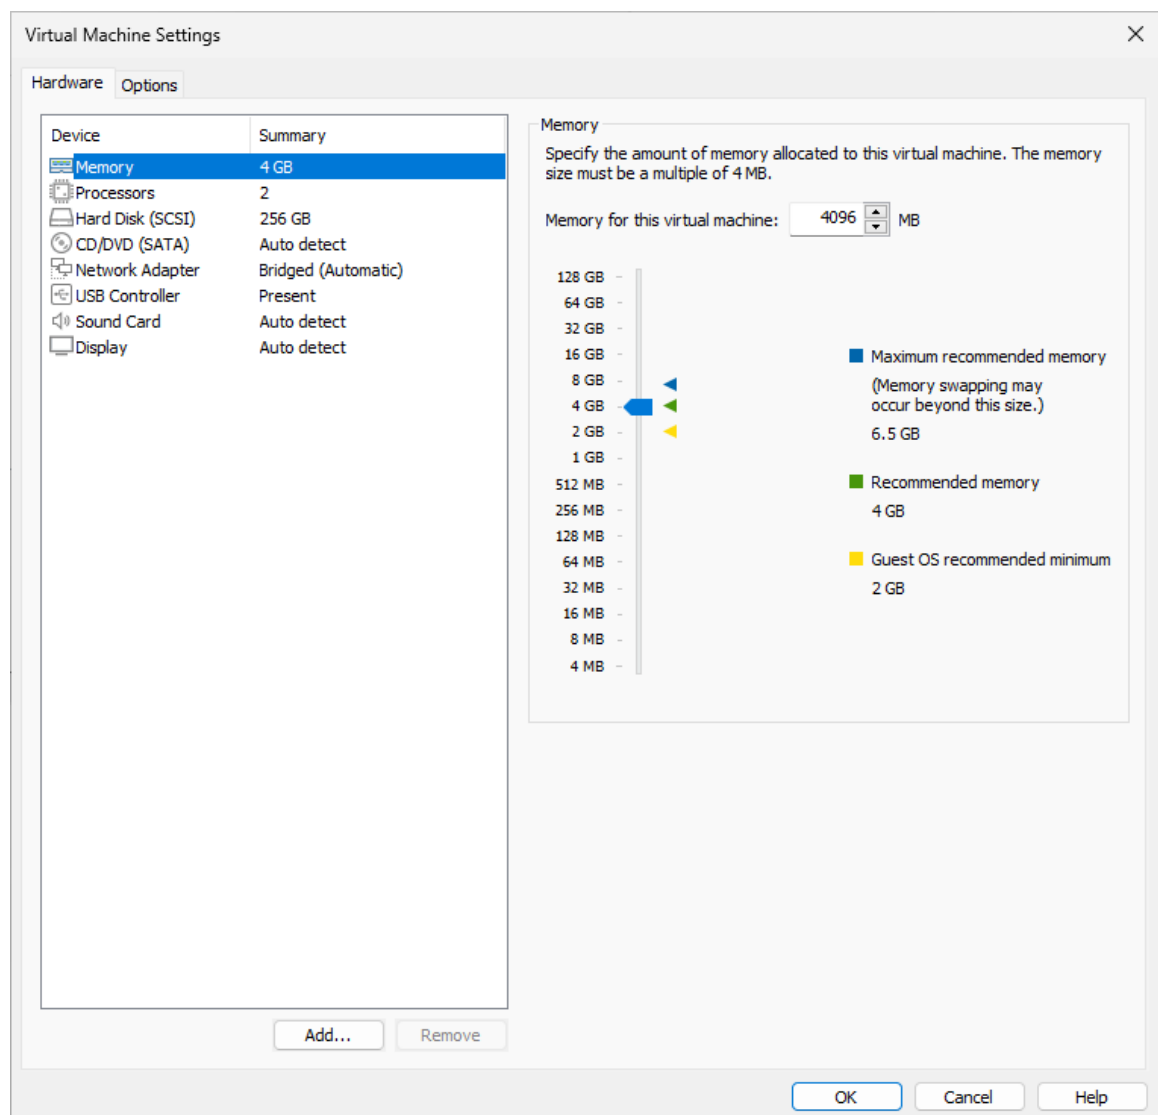 Virtual Machine Settings
Hardware Options
Device Summary
Memory 4 GB
Processors 2
Hard Disk (SCSI) 256 GB
CD/DVD (SATA) Auto detect
Network Adapter Bridged (Automatic)
USB Controller Present
Sound Card Auto detect
Display Auto detect
Add... Remove
Memory
Specify the amount of memory allocated to this virtual machine. The memory
size must be a multiple of 4 MB.
Memory for this virtual machine: 4096 MB
128 GB
64 GB
32 GB
16 GB
8 GB
4 GB
2 GB
1 GB
512 MB
256 MB
128 MB
64 MB
32 MB
16 MB
8 MB
4 MB
Maximum recommended memory
(Memory swapping may
occur beyond this size.)
6.5 GB
Recommended memory
4 GB
Guest OS recommended minimum
2 GB
OK Cancel Help